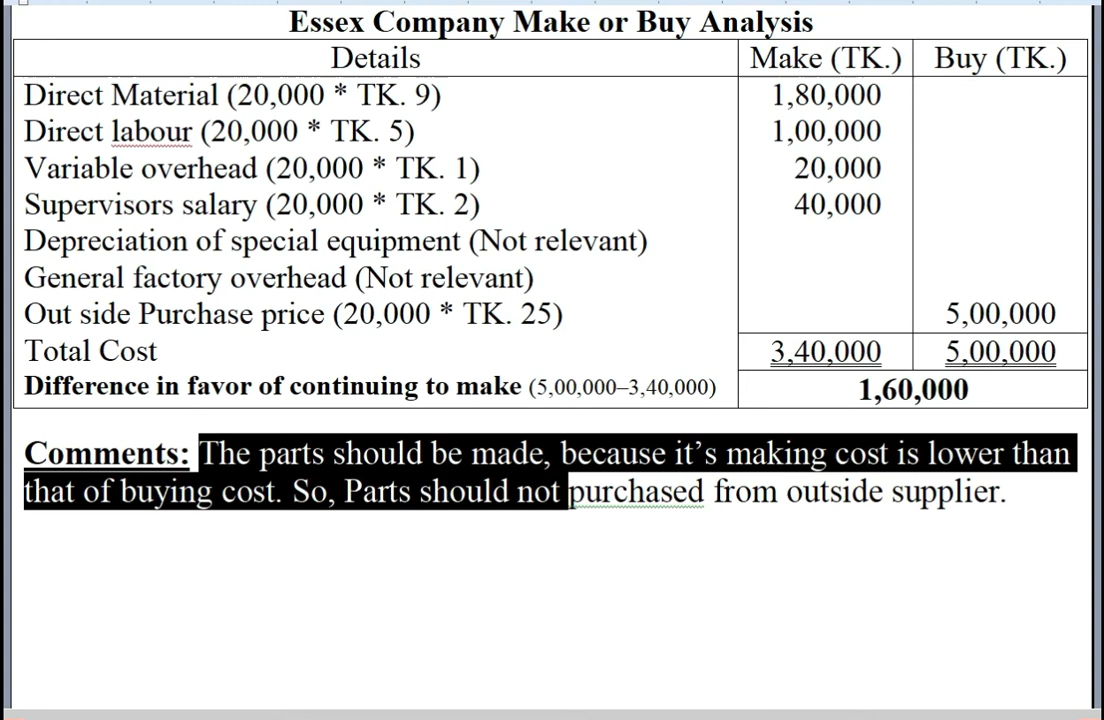 Essex Company Make or Buy Analysis
Details Make (TK.) Buy (TK.)
Direct Material (20,000 * TK. 9) 1,80,000
Direct labour (20,000 * TK. 5) 1,00,000
Variable overhead (20,000 * TK. 1) 20,000
Supervisors salary (20,000 * TK. 2) 40,000
Depreciation of special equipment (Not relevant)
General factory overhead (Not relevant)
Out side Purchase price (20,000 * TK. 25) 5,00,000
Total Cost 3,40,000 5,00,000
Difference in favor of continuing to make (5,00,000–3,40,000) 1,60,000
Comments: The parts should be made, because it’s making cost is lower than
that of buying cost. So, Parts should not purchased from outside supplier.